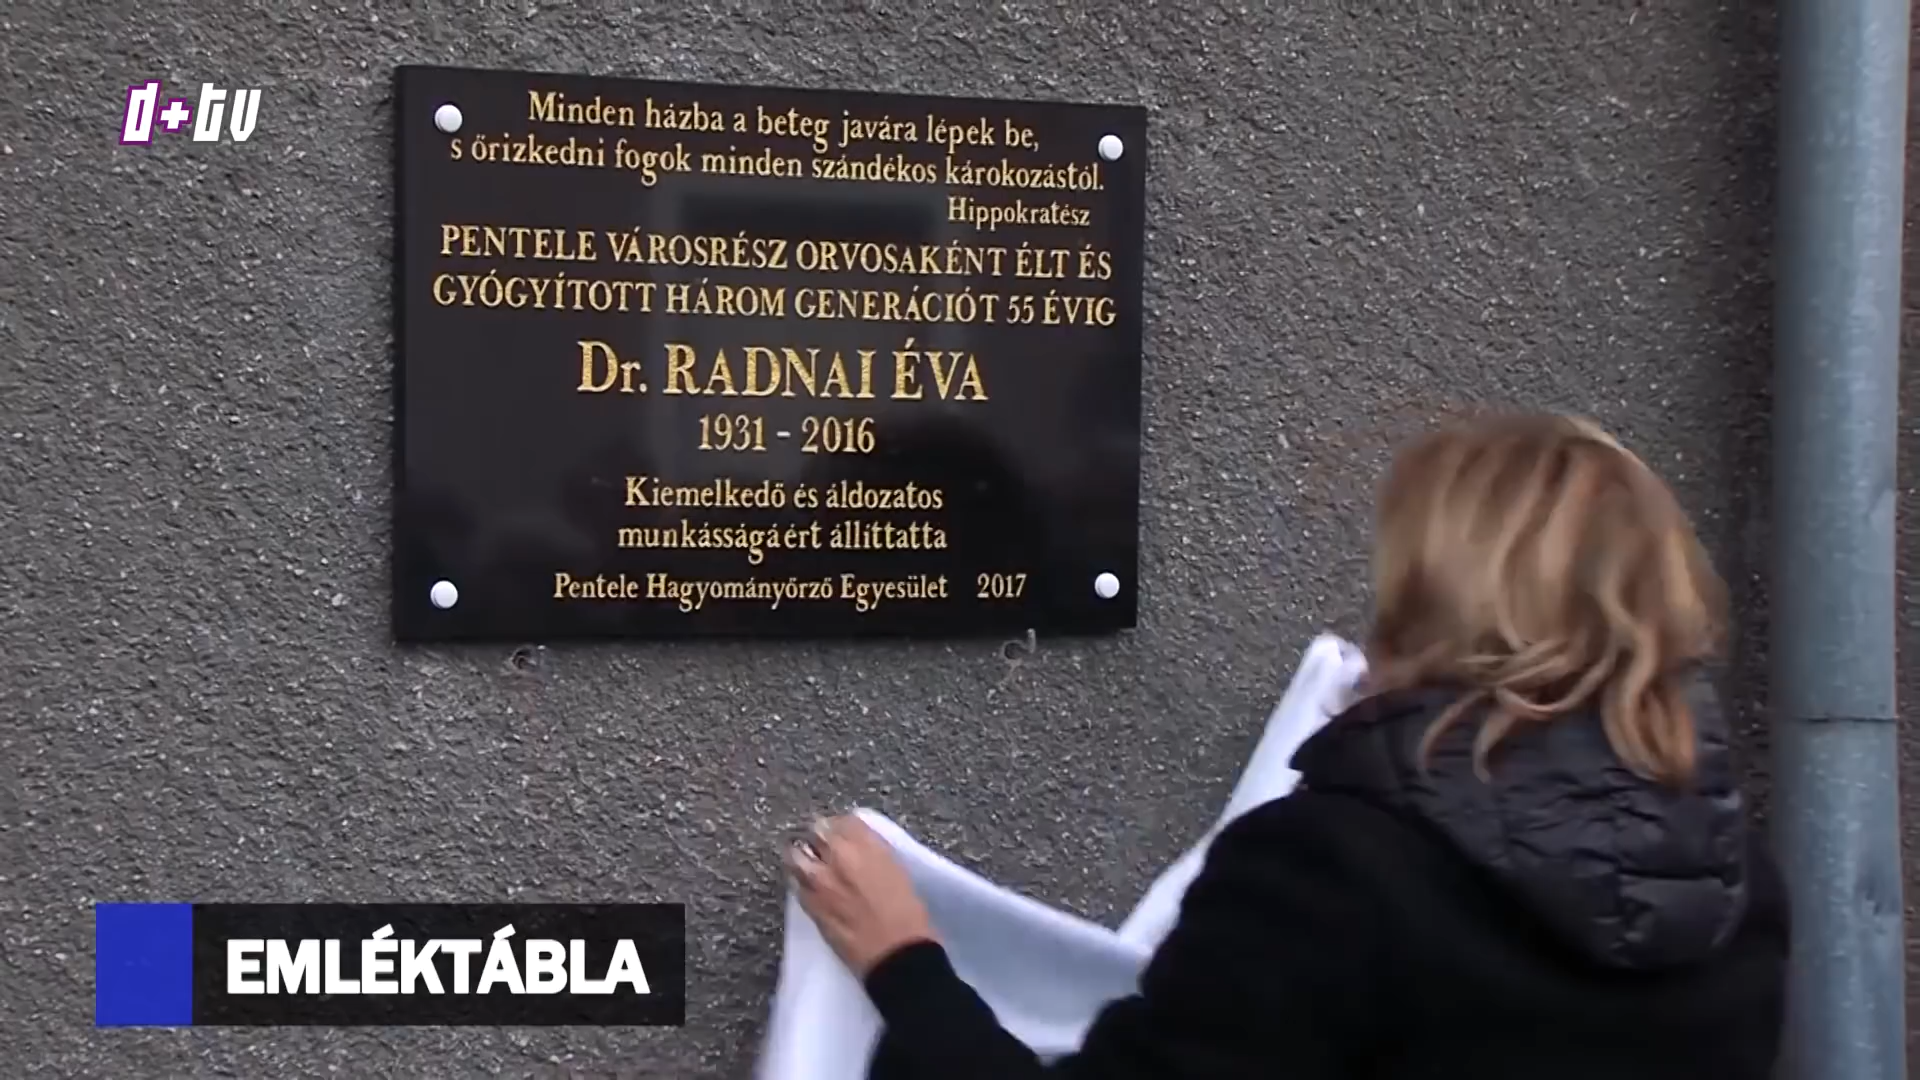 d+tv
Minden házba a beteg javára lépek be,
s őrizkedni fogok minden szándékos károkozástól.
Hippokratész
PENTELE VÁROSRÉSZ ORVOSAKÉNT ÉLT ÉS
GYÓGYÍTOTT HÁROM GENERÁCIÓT 55 ÉVIG
Dr. RADNAI ÉVA
1931 - 2016
Kiemelkedő és áldozatos
munkásságáért állíttatta
Pentele Hagyományőrző Egyesület 2017
EMLÉKTÁBLA